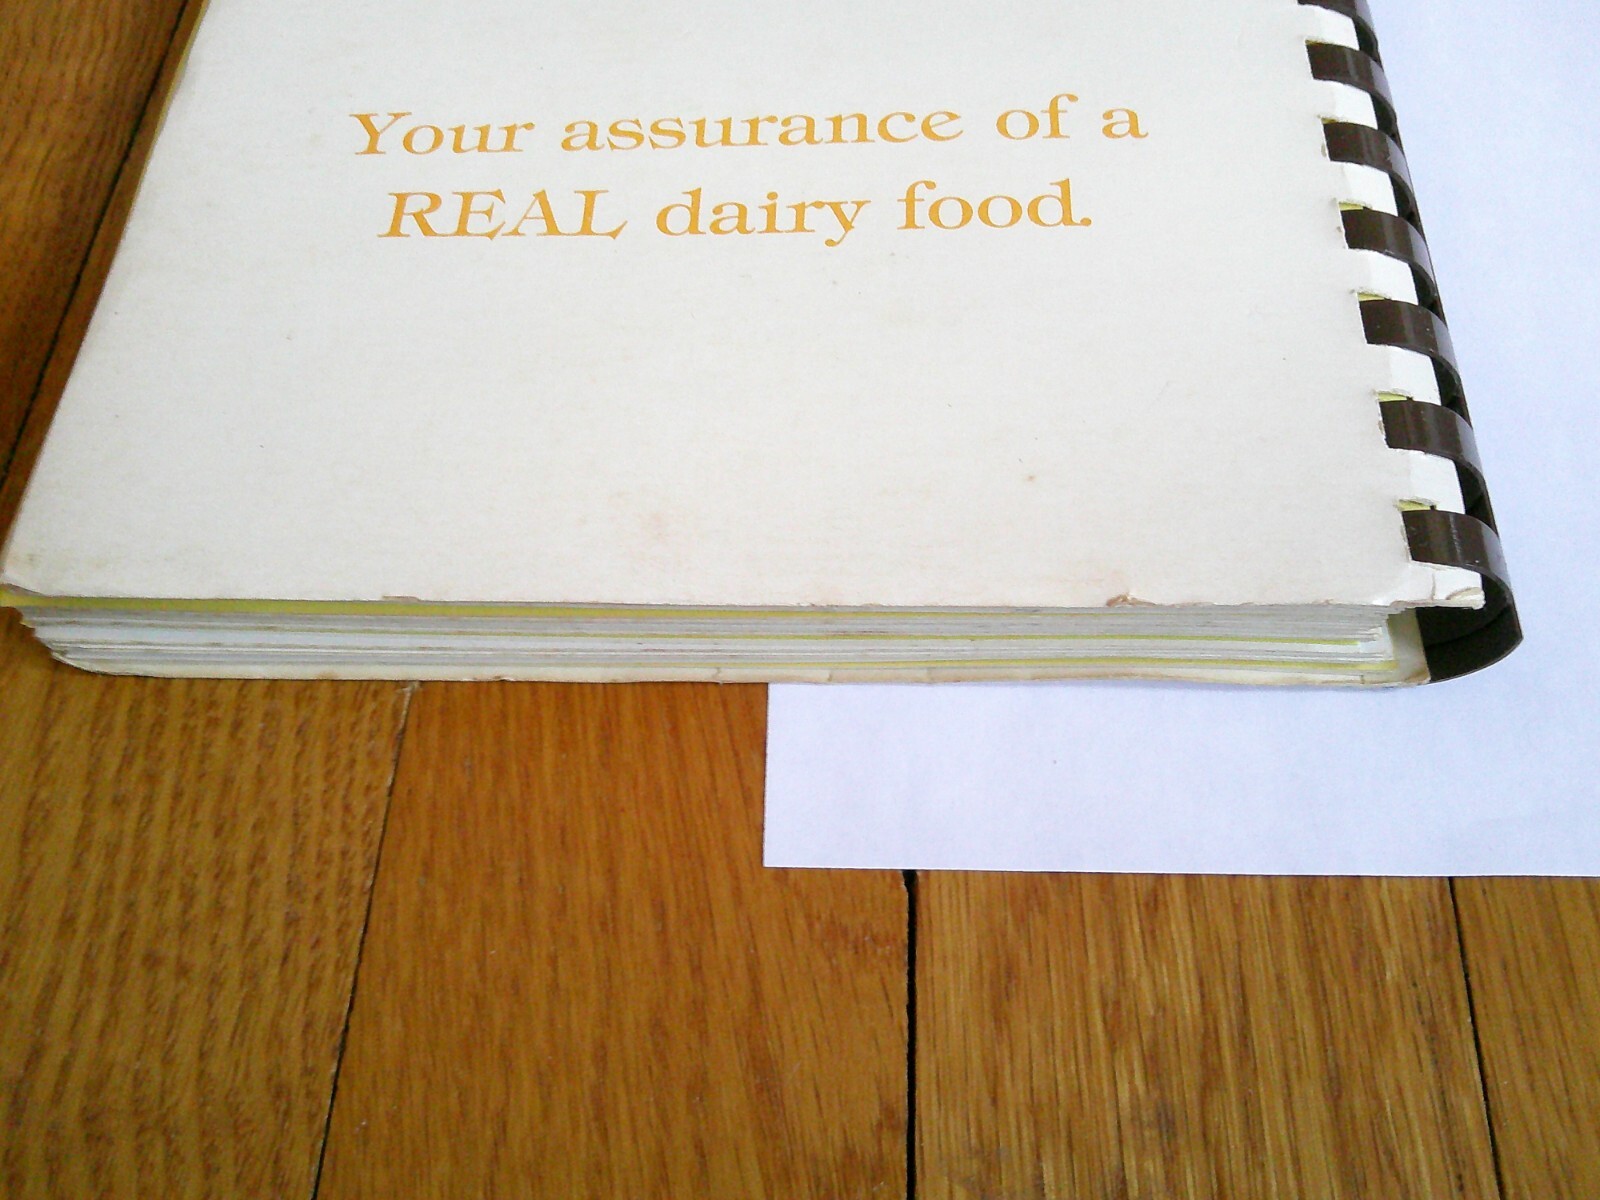 Your assurance of a
REAL dairy food.